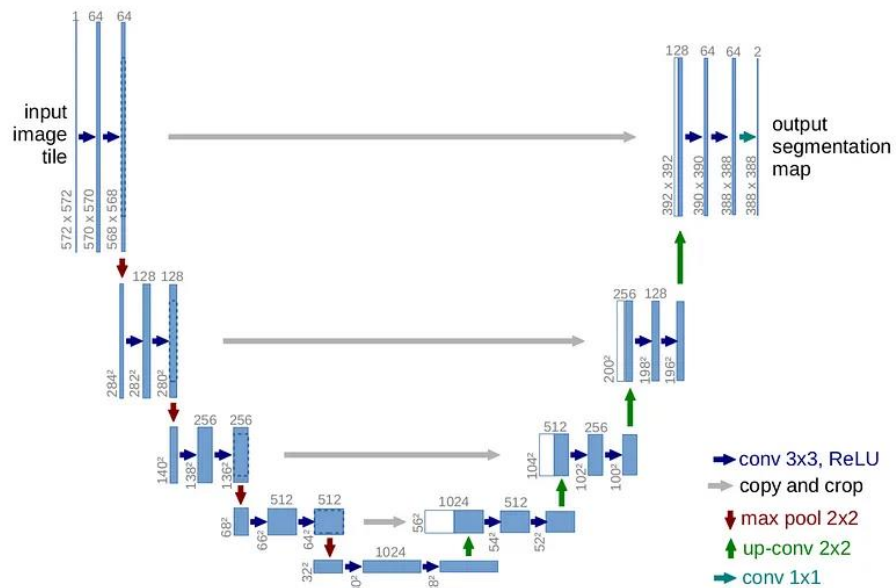 1 64 64
128 64 64 2
input
image
tile
output
segmentation
map
572 x 572
570 x 570
568 x 568
392 x 392
390 x 390
388 x 388
388 x 388
128 128
256 128
284²
282²
280²
200²
198²
196²
256 256
512 256
140²
138²
136²
104²
102²
100²
512 512
1024 512
68²
66²
64²
56²
54²
52²
1024
32²
0²
8²
conv 3x3, ReLU
copy and crop
max pool 2x2
up-conv 2x2
conv 1x1